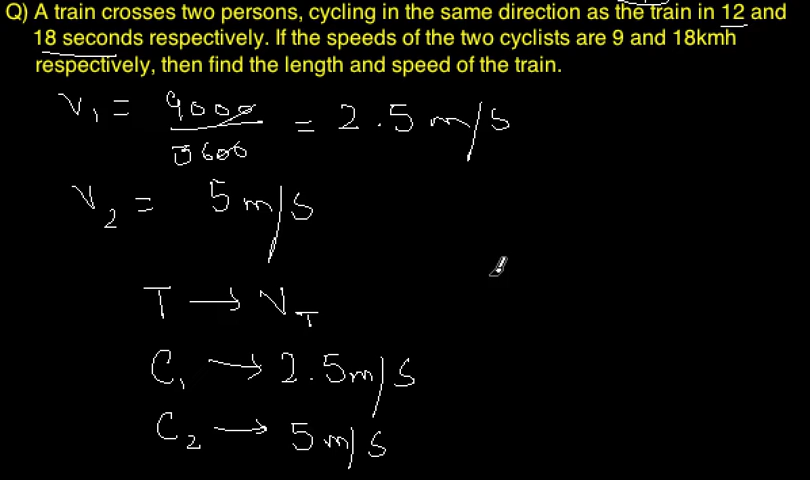 Q) A train crosses two persons, cycling in the same direction as the train in 12 and
18 seconds respectively. If the speeds of the two cyclists are 9 and 18kmh
respectively, then find the length and speed of the train.
V₁ = 9000/3600 = 2.5 m/s
V₂ = 5 m/s
T → V_T
C₁ → 2.5 m/s
C₂ → 5 m/s